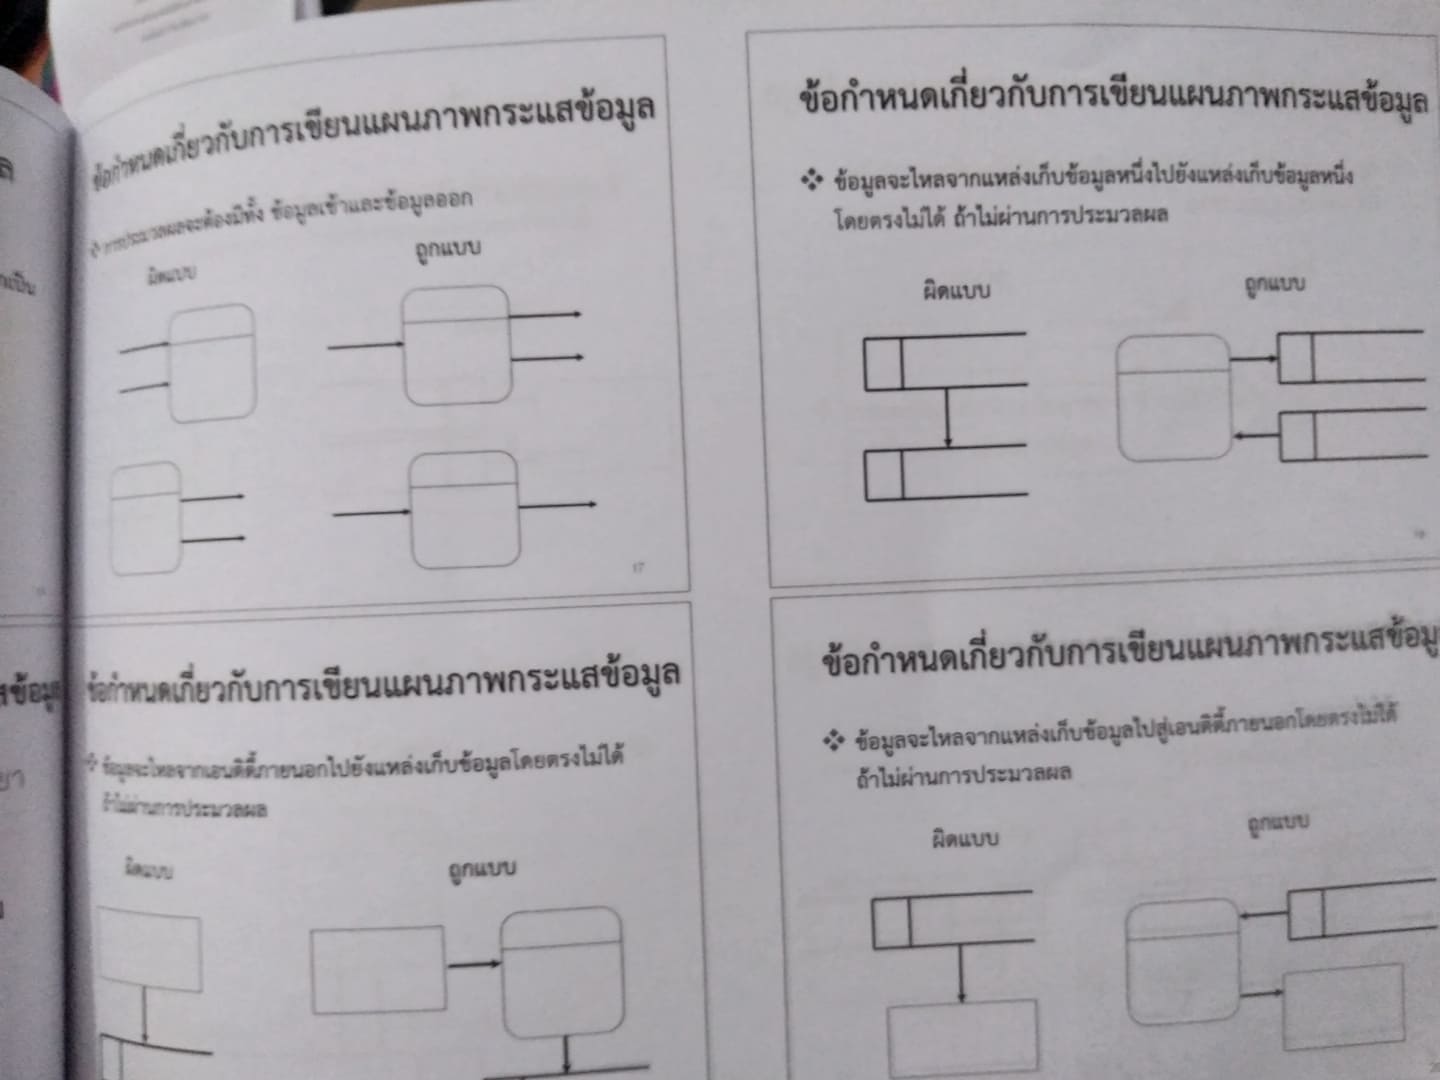 ข้อกำหนดเกี่ยวกับการเขียนแผนภาพกระแสข้อมูล
❖ การประมวลผลจะต้องมีทั้ง ข้อมูลเข้าและข้อมูลออก
ผิดแบบ ถูกแบบ
17
ข้อกำหนดเกี่ยวกับการเขียนแผนภาพกระแสข้อมูล
❖ ข้อมูลจะไหลจากแหล่งเก็บข้อมูลหนึ่งไปยังแหล่งเก็บข้อมูลหนึ่ง
โดยตรงไม่ได้ ถ้าไม่ผ่านการประมวลผล
ผิดแบบ ถูกแบบ
ข้อกำหนดเกี่ยวกับการเขียนแผนภาพกระแสข้อมูล
❖ ข้อมูลจะไหลจากเอนติตี้ภายนอกไปยังแหล่งเก็บข้อมูลโดยตรงไม่ได้
ถ้าไม่ผ่านการประมวลผล
ผิดแบบ ถูกแบบ
ข้อกำหนดเกี่ยวกับการเขียนแผนภาพกระแสข้อมู
❖ ข้อมูลจะไหลจากแหล่งเก็บข้อมูลไปสู่เอนติตี้ภายนอกโดยตรงไม่ได้
ถ้าไม่ผ่านการประมวลผล
ผิดแบบ ถูกแบบ